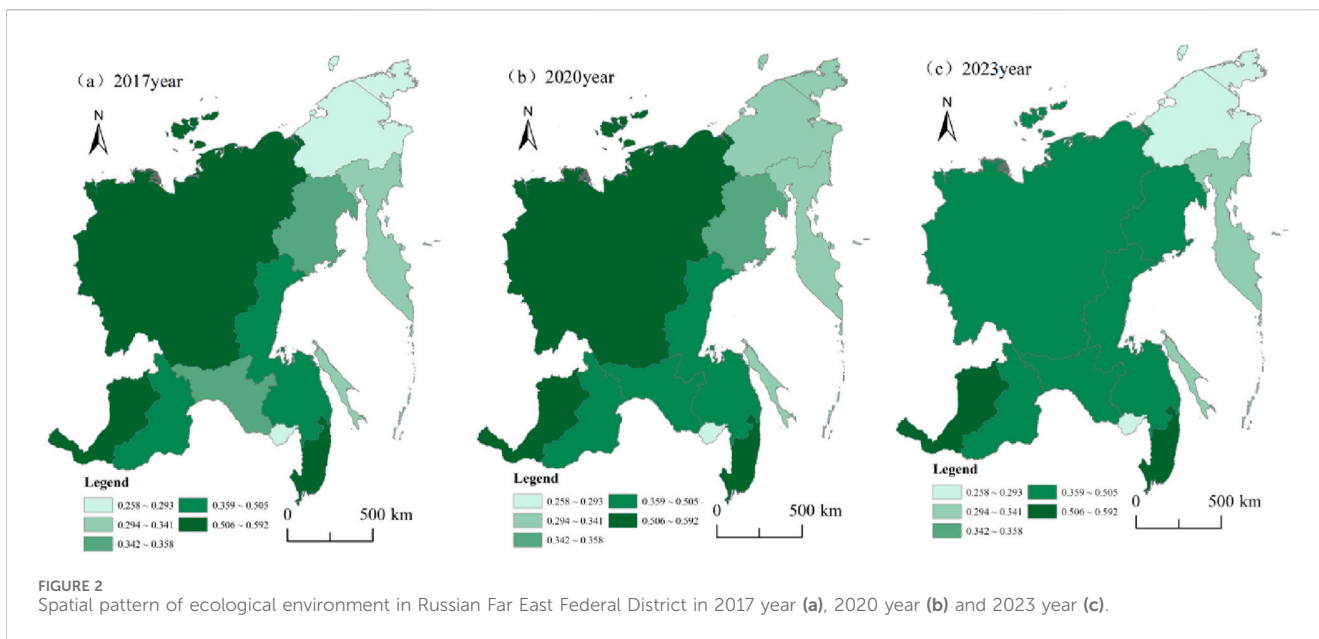 (a) 2017year
N
Legend
0.258 ~ 0.293
0.359 ~ 0.505
0.294 ~ 0.341
0.506 ~ 0.592
0.342 ~ 0.358
0
500 km
(b) 2020year
N
Legend
0.258 ~ 0.293
0.359 ~ 0.505
0.294 ~ 0.341
0.506 ~ 0.592
0.342 ~ 0.358
0
500 km
(c) 2023year
N
Legend
0.258 ~ 0.293
0.359 ~ 0.505
0.294 ~ 0.341
0.506 ~ 0.592
0.342 ~ 0.358
0
500 km
FIGURE 2
Spatial pattern of ecological environment in Russian Far East Federal District in 2017 year (a), 2020 year (b) and 2023 year (c).